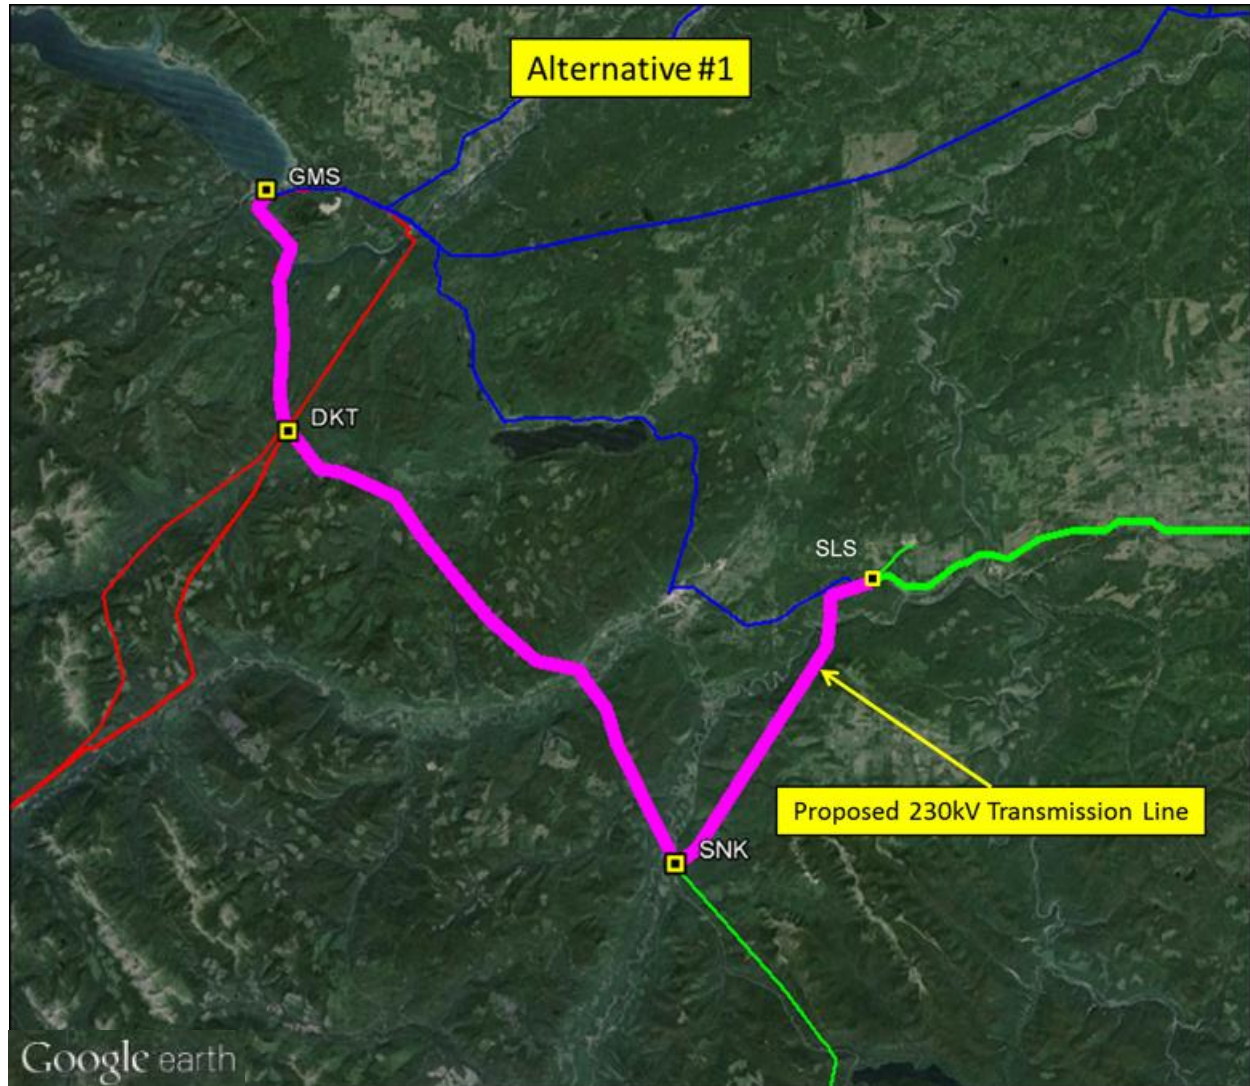 Alternative #1
GMS
DKT
SLS
Proposed 230kV Transmission Line
SNK
Google earth